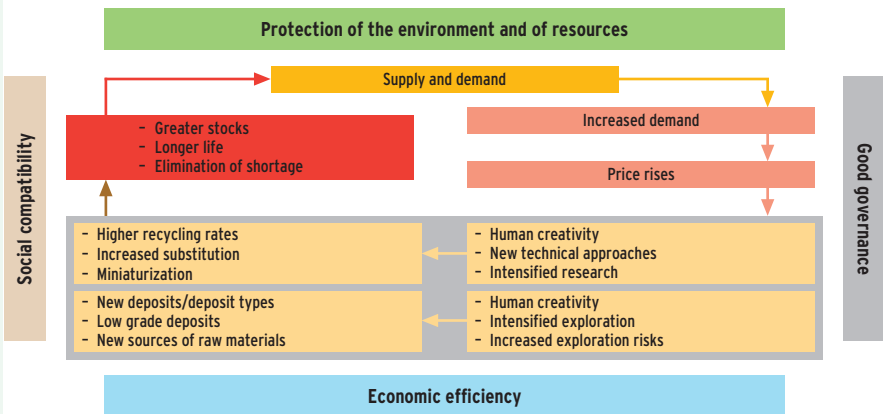 Protection of the environment and of resources
Supply and demand
Social compatibility
Good governance
– Greater stocks
– Longer life
– Elimination of shortage
Increased demand
Price rises
– Higher recycling rates
– Increased substitution
– Miniaturization
– Human creativity
– New technical approaches
– Intensified research
– New deposits/deposit types
– Low grade deposits
– New sources of raw materials
– Human creativity
– Intensified exploration
– Increased exploration risks
Economic efficiency